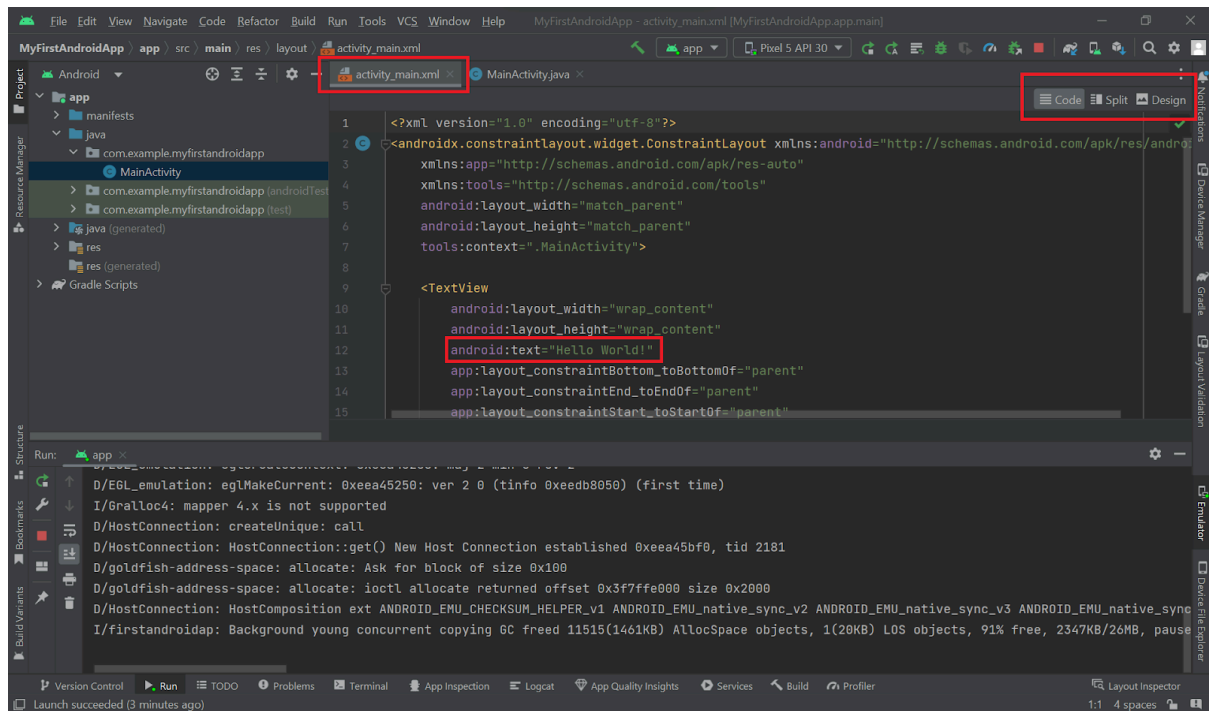 File Edit View Navigate Code Refactor Build Run Tools VCS Window Help MyFirstAndroidApp - activity_main.xml [MyFirstAndroidApp.app.main]
MyFirstAndroidApp app src main res layout activity_main.xml app Pixel 5 API 30
Project
Resource Manager
Structure
Bookmarks
Build Variants
Android
app
manifests
java
com.example.myfirstandroidapp
MainActivity
com.example.myfirstandroidapp (androidTest
com.example.myfirstandroidapp (test)
java (generated)
res
res (generated)
Gradle Scripts
activity_main.xml MainActivity.java
Code Split Design
1 <?xml version="1.0" encoding="utf-8"?>
2 <androidx.constraintlayout.widget.ConstraintLayout xmlns:android="http://schemas.android.com/apk/res/andro
3 xmlns:app="http://schemas.android.com/apk/res-auto"
4 xmlns:tools="http://schemas.android.com/tools"
5 android:layout_width="match_parent"
6 android:layout_height="match_parent"
7 tools:context=".MainActivity">
8
9 <TextView
10 android:layout_width="wrap_content"
11 android:layout_height="wrap_content"
12 android:text="Hello World!"
13 app:layout_constraintBottom_toBottomOf="parent"
14 app:layout_constraintEnd_toEndOf="parent"
15 app:layout_constraintStart_toStartOf="parent"
Notifications
Device Manager
Gradle
Layout Validation
Emulator
Device File Explorer
Run: app
D/EGL_emulation: eglMakeCurrent: 0xeea45250: ver 2 0 (tinfo 0xeedb8050) (first time)
I/Gralloc4: mapper 4.x is not supported
D/HostConnection: createUnique: call
D/HostConnection: HostConnection::get() New Host Connection established 0xeea45bf0, tid 2181
D/goldfish-address-space: allocate: Ask for block of size 0x100
D/goldfish-address-space: allocate: ioctl allocate returned offset 0x3f7ffe000 size 0x2000
D/HostConnection: HostComposition ext ANDROID_EMU_CHECKSUM_HELPER_v1 ANDROID_EMU_native_sync_v2 ANDROID_EMU_native_sync_v3 ANDROID_EMU_native_sync
I/firstandroidap: Background young concurrent copying GC freed 11515(1461KB) AllocSpace objects, 1(20KB) LOS objects, 91% free, 2347KB/26MB, pause
Version Control Run TODO Problems Terminal App Inspection Logcat App Quality Insights Services Build Profiler Layout Inspector
Launch succeeded (3 minutes ago) 1:1 4 spaces